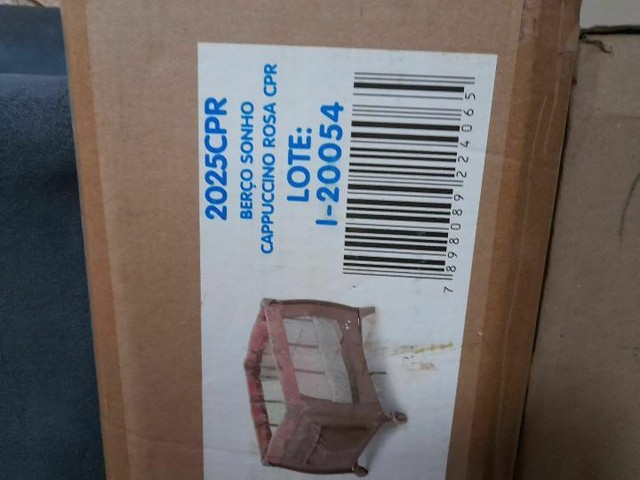 2025CPR
BERÇO SONHO
CAPPUCCINO ROSA CPR
LOTE:
I-20054
7 898089 224065